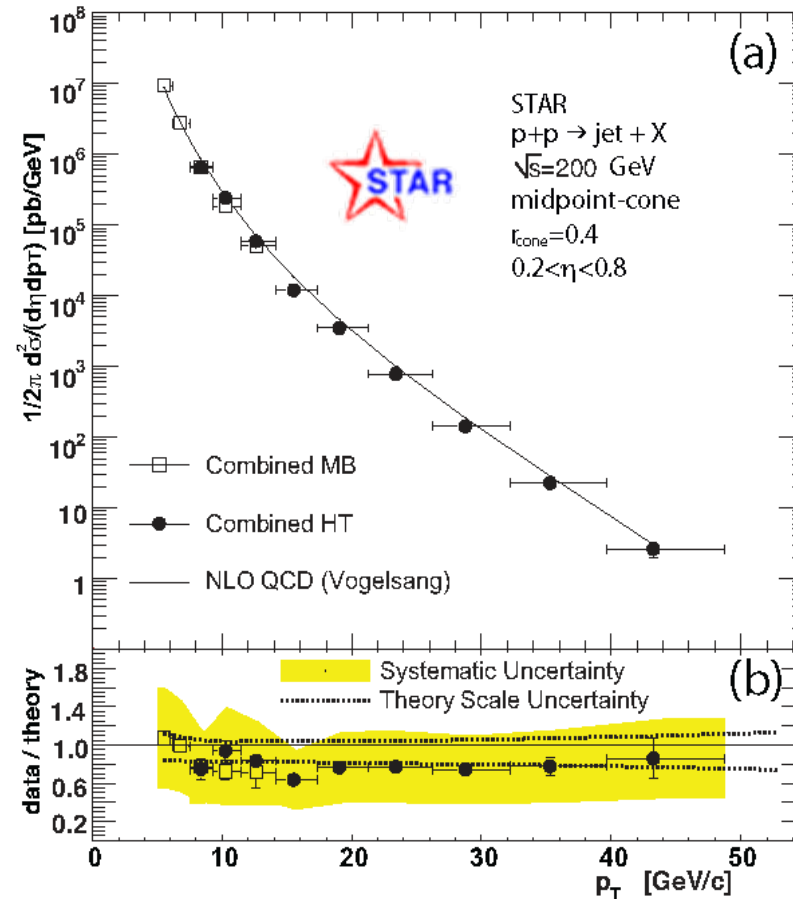 10⁸
10⁷
10⁶
10⁵
10⁴
10³
10²
10
1
1/2π d²σ/(dηdpT) [pb/GeV]
(a)
STAR
STAR
p+p → jet + X
√s=200 GeV
midpoint-cone
r_cone=0.4
0.2<η<0.8
Combined MB
Combined HT
NLO QCD (Vogelsang)
(b)
Systematic Uncertainty
Theory Scale Uncertainty
data / theory
1.8
1.4
1.0
0.6
0.2
0 10 20 30 40 50
p_T [GeV/c]